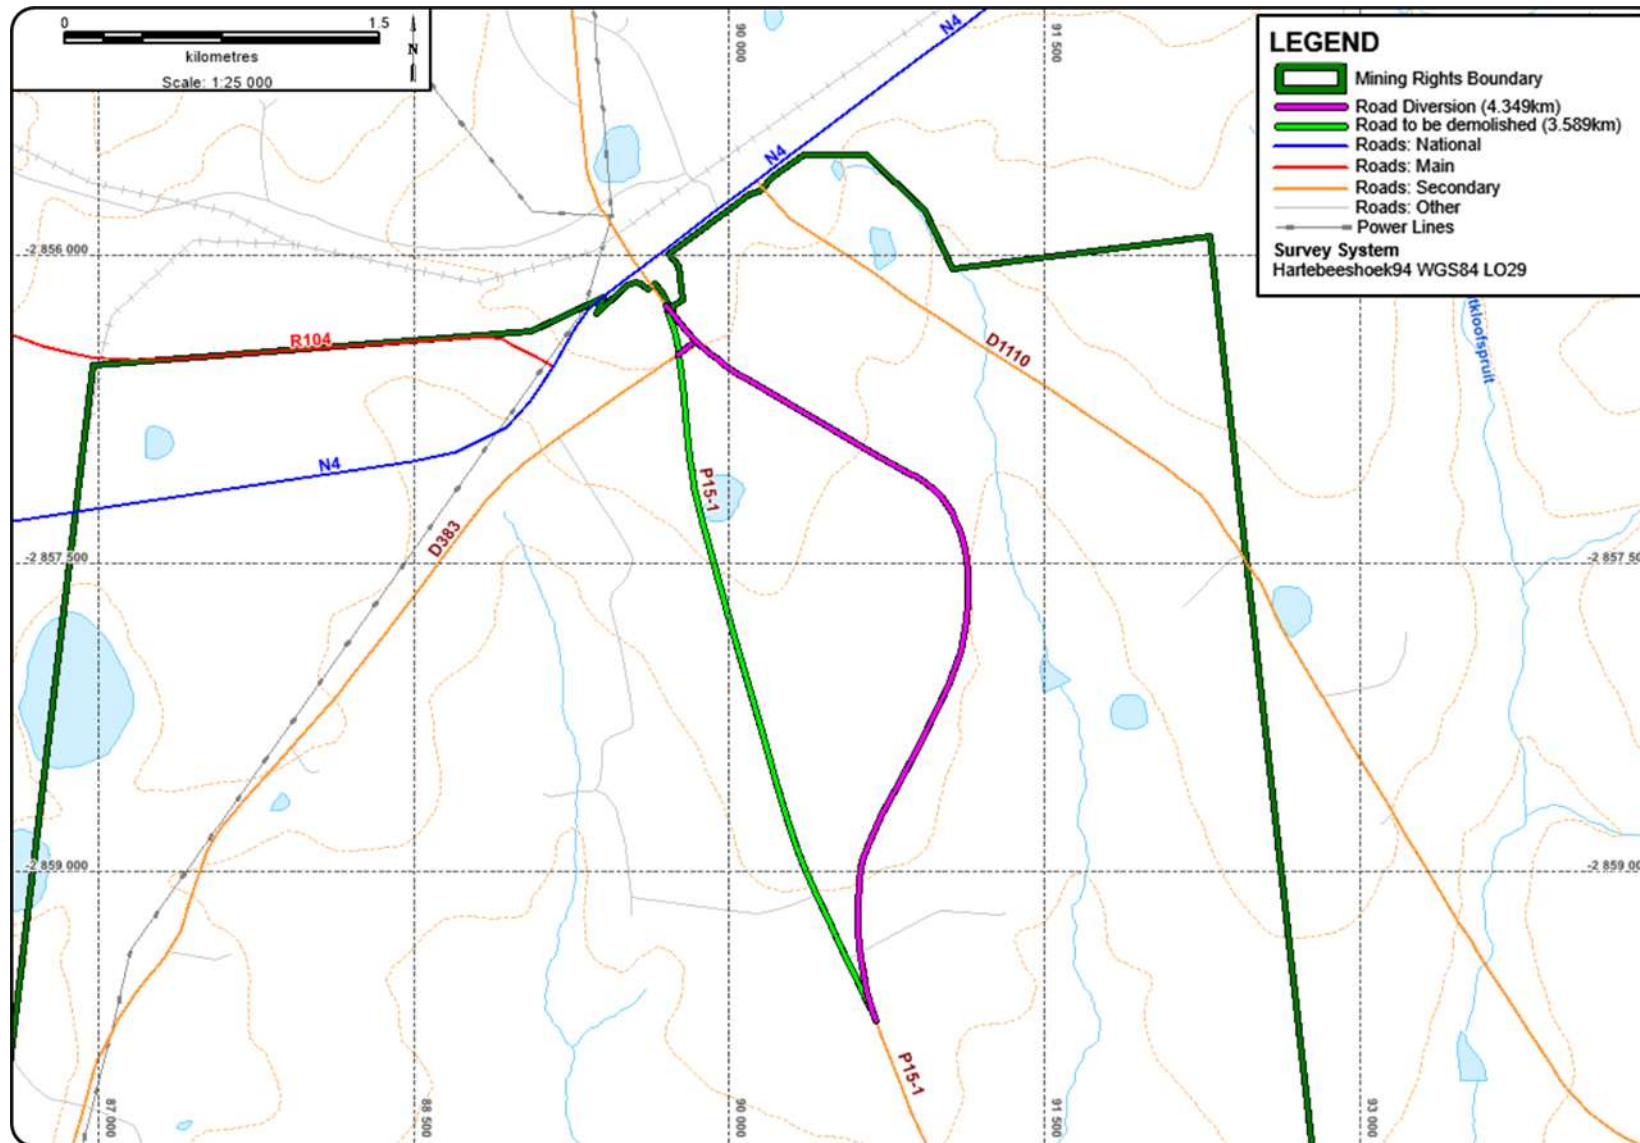 0 1.5
kilometres
N
Scale: 1:25 000
90 000
91 500
N4
LEGEND
Mining Rights Boundary
Road Diversion (4.349km)
Road to be demolished (3.589km)
Roads: National
Roads: Main
Roads: Secondary
Roads: Other
Power Lines
Survey System
Hartebeeshoek94 WGS84 LO29
N4
-2 856 000
R104
D1110
tkloofspruit
N4
P15-1
D383
-2 857 500
-2 857 50
-2 859 000
-2 859 00
P15-1
87 000
88 500
90 000
91 500
93 000